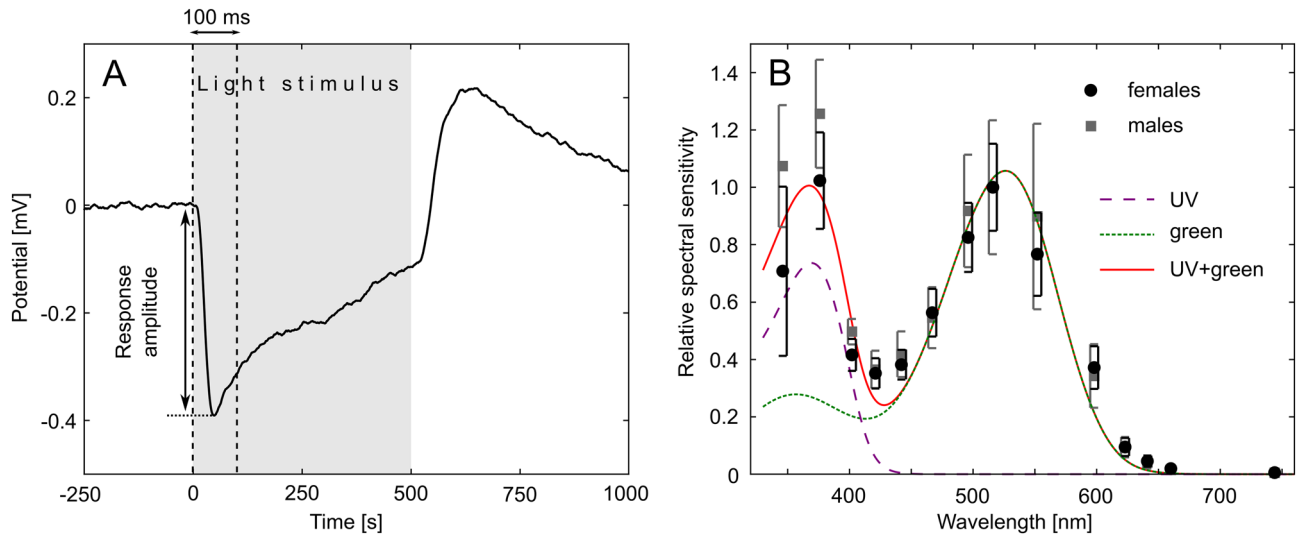 100 ms
A
Light stimulus
Response
amplitude
Potential [mV]
0.2
0
-0.2
-0.4
-250
0
250
500
750
1000
Time [s]
B
females
males
UV
green
UV+green
Relative spectral sensitivity
1.4
1.2
1.0
0.8
0.6
0.4
0.2
0
400
500
600
700
Wavelength [nm]